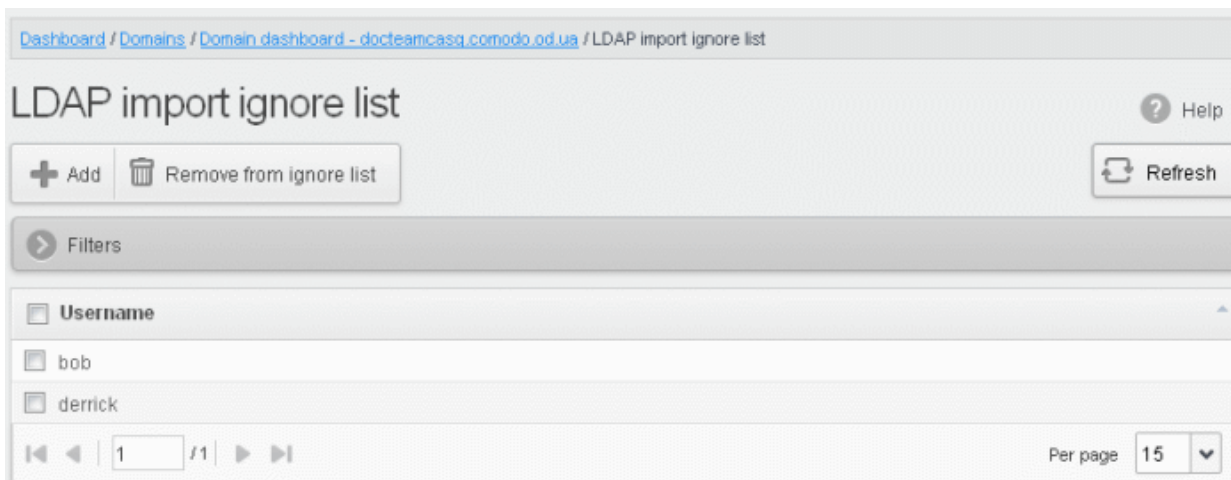 Dashboard / Domains / Domain dashboard - docteamcasg.comodo.od.ua / LDAP import ignore list
LDAP import ignore list
Help
Add
Remove from ignore list
Refresh
Filters
Username
bob
derrick
1 / 1
Per page 15